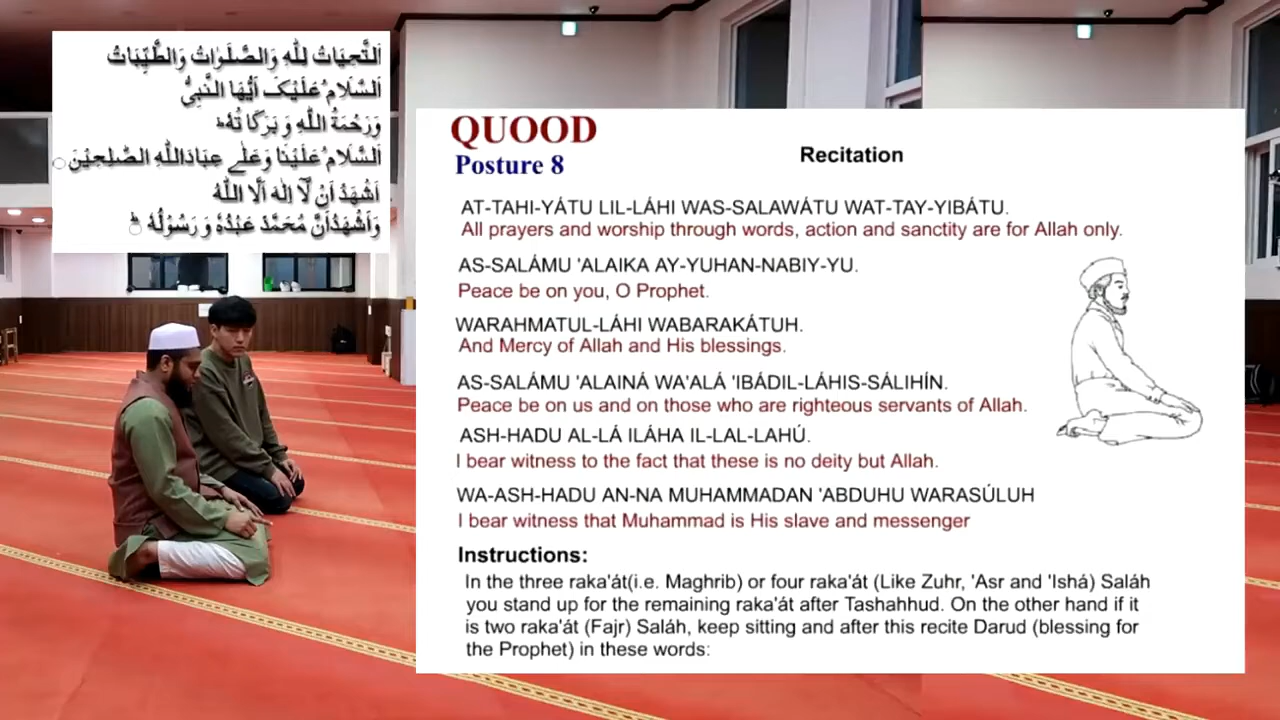 اَلتَّحِيَاتُ لِلّٰهِ وَالصَّلَوٰاتُ وَالطَّيِّبَاتُ
اَلسَّلَامُ عَلَيْكَ اَيُّهَا النَّبِىُّ
وَرَحْمَةُ اللّٰهِ وَ بَرَكَا تُهٗ ؕ
اَلسَّلَامُ عَلَيْنَا وَعَلٰے عِبَادَاللّٰهِ الصّٰلِحِيْنَ
اَشْهَدُ اَنْ لَّآ اِلٰه اَلَّا اللّٰهُ
وَاَشْهَدُاَنَّ مُحَمَّدً عَبْدُهٗ وَ رَسُوْلُهٗ ؕ
QUOOD
Posture 8
Recitation
AT-TAHI-YÁTU LIL-LÁHI WAS-SALAWÁTU WAT-TAY-YIBÁTU.
All prayers and worship through words, action and sanctity are for Allah only.
AS-SALÁMU 'ALAIKA AY-YUHAN-NABIY-YU.
Peace be on you, O Prophet.
WARAHMATUL-LÁHI WABARAKÁTUH.
And Mercy of Allah and His blessings.
AS-SALÁMU 'ALAINÁ WA'ALÁ 'IBÁDIL-LÁHIS-SÁLIHÍN.
Peace be on us and on those who are righteous servants of Allah.
ASH-HADU AL-LÁ ILÁHA IL-LAL-LAHÚ.
I bear witness to the fact that these is no deity but Allah.
WA-ASH-HADU AN-NA MUHAMMADAN 'ABDUHU WARASÚLUH
I bear witness that Muhammad is His slave and messenger
Instructions:
In the three raka'át(i.e. Maghrib) or four raka'át (Like Zuhr, 'Asr and 'Ishá) Saláh
you stand up for the remaining raka'át after Tashahhud. On the other hand if it
is two raka'át (Fajr) Saláh, keep sitting and after this recite Darud (blessing for
the Prophet) in these words: